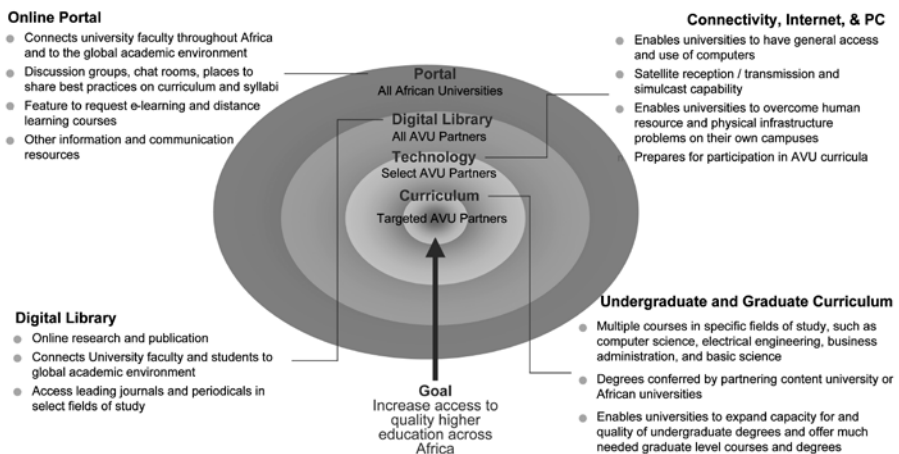 Online Portal
Connects university faculty throughout Africa
and to the global academic environment
Discussion groups, chat rooms, places to
share best practices on curriculum and syllabi
Feature to request e-learning and distance
learning courses
Other information and communication
resources
Connectivity, Internet, & PC
Enables universities to have general access
and use of computers
Satellite reception / transmission and
simulcast capability
Enables universities to overcome human
resource and physical infrastructure
problems on their own campuses
Prepares for participation in AVU curricula
Portal
All African Universities
Digital Library
All AVU Partners
Technology
Select AVU Partners
Curriculum
Targeted AVU Partners
Digital Library
Online research and publication
Connects University faculty and students to
global academic environment
Access leading journals and periodicals in
select fields of study
Goal
Increase access to
quality higher
education across
Africa
Undergraduate and Graduate Curriculum
Multiple courses in specific fields of study, such as
computer science, electrical engineering, business
administration, and basic science
Degrees conferred by partnering content university or
African universities
Enables universities to expand capacity for and
quality of undergraduate degrees and offer much
needed graduate level courses and degrees